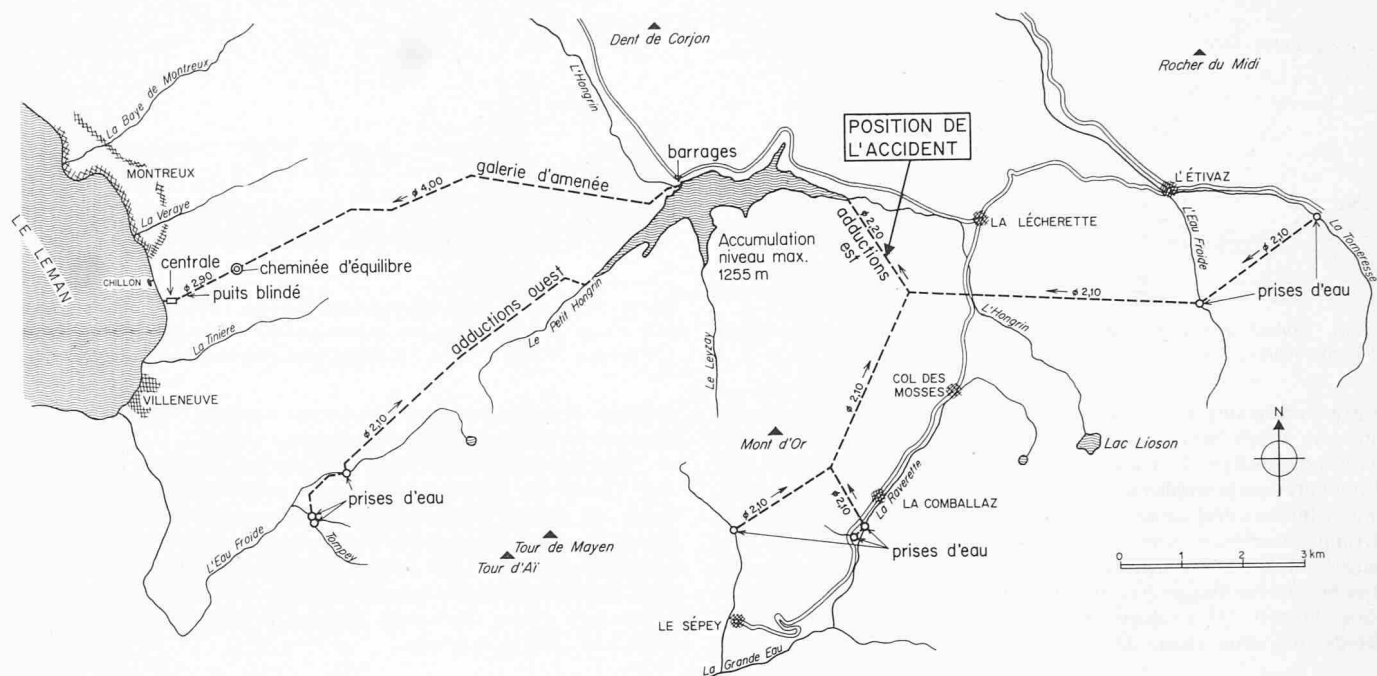 Dent de Corjon
Rocher du Midi
La Baye de Montreux
L'Hongrin
POSITION DE
L'ACCIDENT
barrages
galerie d'amenée
MONTREUX
L'ÉTIVAZ
ø 4,00
La Veraye
LA LÉCHERETTE
La Torneresse
ø 2,20
adductions
est
Accumulation
niveau max.
1255 m
L'Eau Froide
ø 2,10
LE LEMAN
centrale
cheminée d'équilibre
CHILLON
ø 2,90
puits blindé
adductions ouest
ø 2,10
prises d'eau
La Tinière
Le Petit Hongrin
L'Hongrin
Le Leyzay
VILLENEUVE
COL DES
MOSSES
ø 2,10
ø 2,10
N
Mont d'Or
Lac Lioson
prises d'eau
ø 2,10
ø 2,10
La Raverette
LA COMBALLAZ
L'Eau Froide
Tompey
Tour de Mayen
Tour d'Aï
prises d'eau
0 1 2 3 km
LE SÉPEY
La Grande Eau